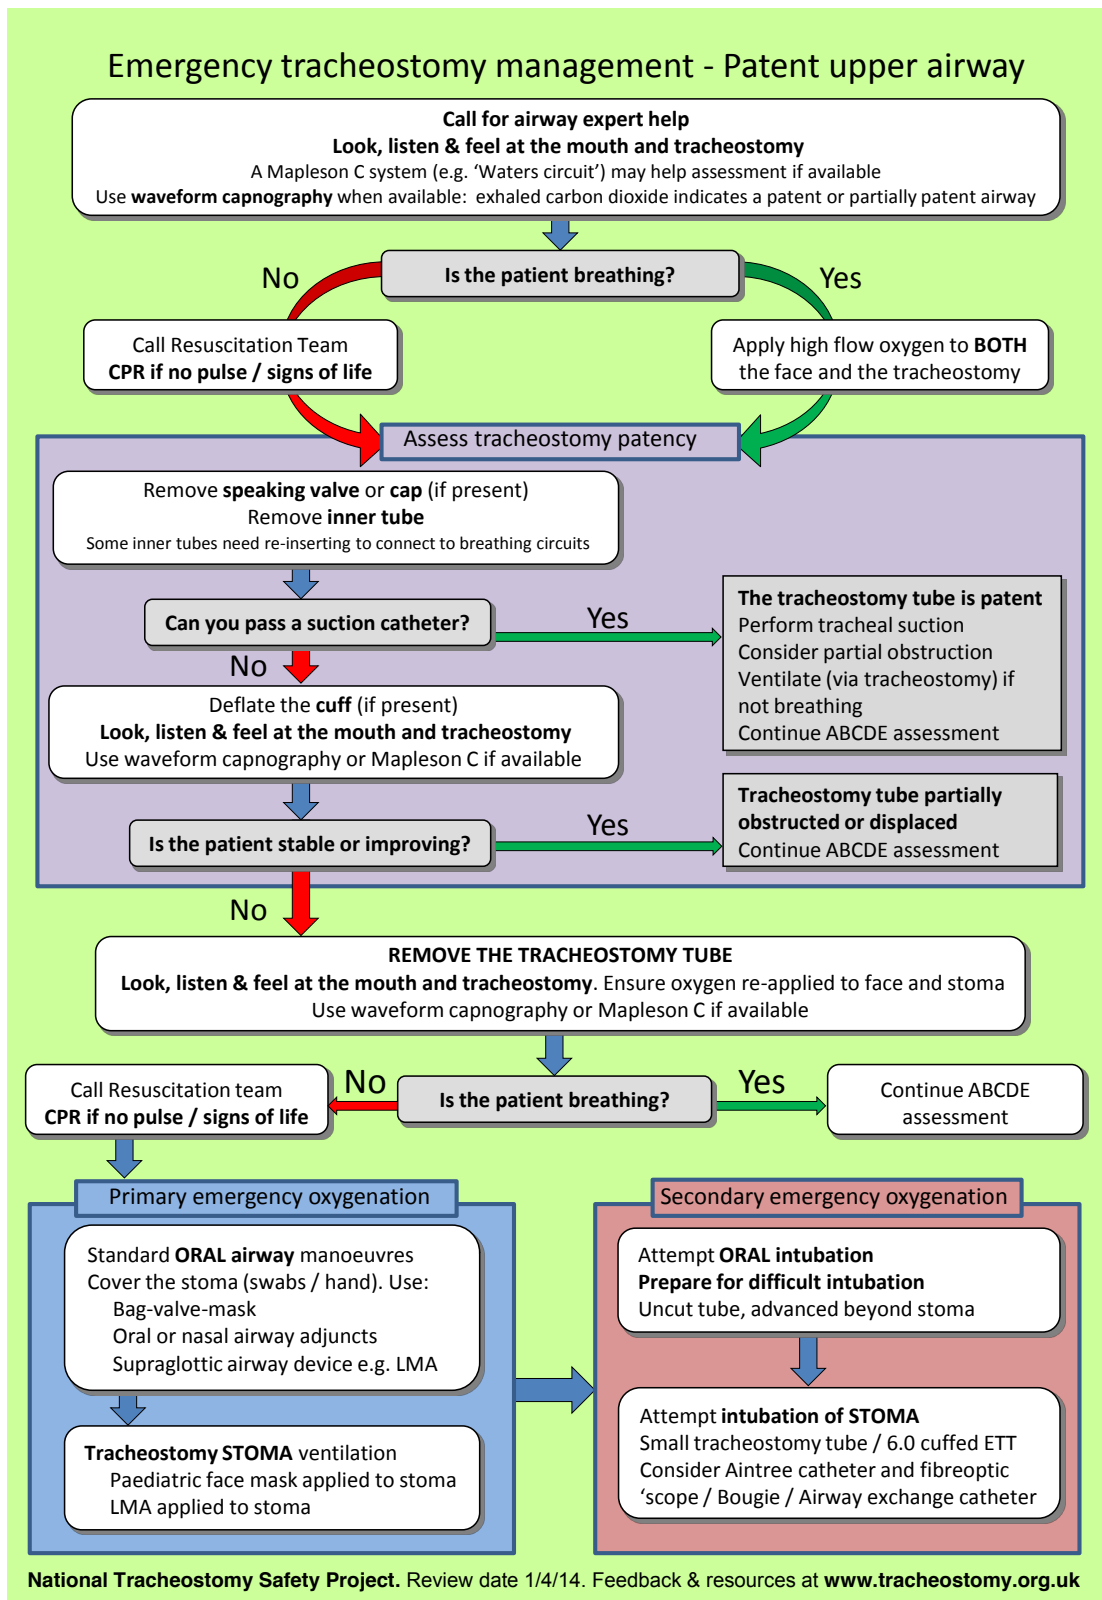 Emergency tracheostomy management - Patent upper airway
Call for airway expert help
Look, listen & feel at the mouth and tracheostomy
A Mapleson C system (e.g. ‘Waters circuit’) may help assessment if available
Use waveform capnography when available: exhaled carbon dioxide indicates a patent or partially patent airway
No
Is the patient breathing?
Yes
Call Resuscitation Team
CPR if no pulse / signs of life
Apply high flow oxygen to BOTH
the face and the tracheostomy
Assess tracheostomy patency
Remove speaking valve or cap (if present)
Remove inner tube
Some inner tubes need re-inserting to connect to breathing circuits
Can you pass a suction catheter?
Yes
The tracheostomy tube is patent
Perform tracheal suction
Consider partial obstruction
Ventilate (via tracheostomy) if
not breathing
Continue ABCDE assessment
No
Deflate the cuff (if present)
Look, listen & feel at the mouth and tracheostomy
Use waveform capnography or Mapleson C if available
Is the patient stable or improving?
Yes
Tracheostomy tube partially
obstructed or displaced
Continue ABCDE assessment
No
REMOVE THE TRACHEOSTOMY TUBE
Look, listen & feel at the mouth and tracheostomy. Ensure oxygen re-applied to face and stoma
Use waveform capnography or Mapleson C if available
Call Resuscitation team
CPR if no pulse / signs of life
No
Is the patient breathing?
Yes
Continue ABCDE
assessment
Primary emergency oxygenation
Standard ORAL airway manoeuvres
Cover the stoma (swabs / hand). Use:
Bag-valve-mask
Oral or nasal airway adjuncts
Supraglottic airway device e.g. LMA
Tracheostomy STOMA ventilation
Paediatric face mask applied to stoma
LMA applied to stoma
Secondary emergency oxygenation
Attempt ORAL intubation
Prepare for difficult intubation
Uncut tube, advanced beyond stoma
Attempt intubation of STOMA
Small tracheostomy tube / 6.0 cuffed ETT
Consider Aintree catheter and fibreoptic
‘scope / Bougie / Airway exchange catheter
National Tracheostomy Safety Project. Review date 1/4/14. Feedback & resources at www.tracheostomy.org.uk